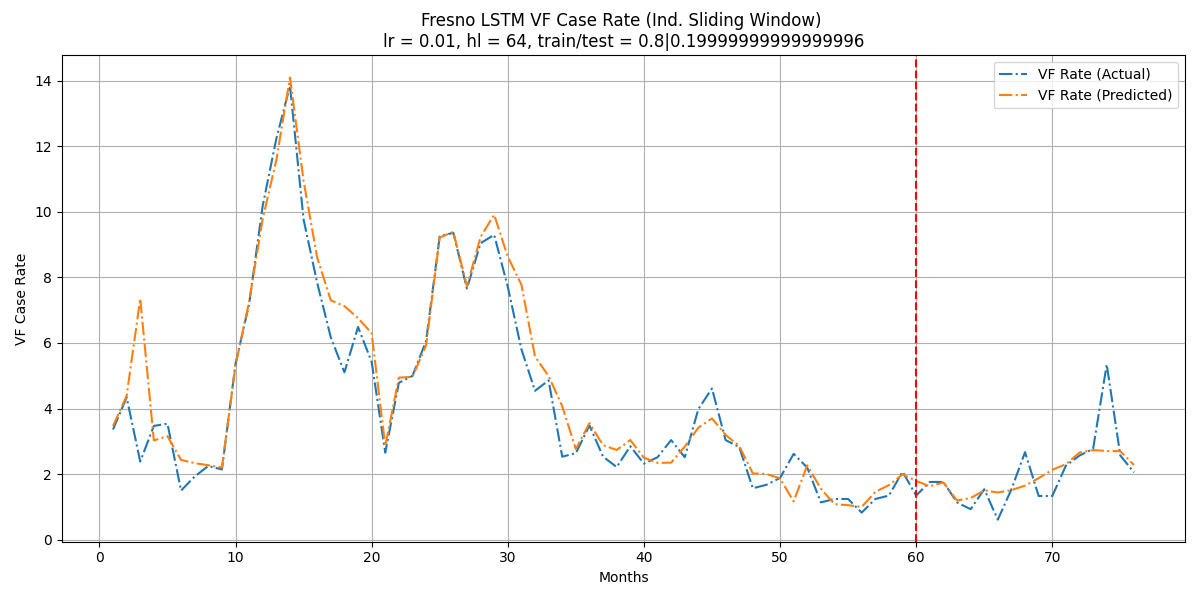 Fresno LSTM VF Case Rate (Ind. Sliding Window)
lr = 0.01, hl = 64, train/test = 0.8|0.19999999999999996
VF Rate (Actual)
VF Rate (Predicted)
VF Case Rate
14
12
10
8
6
4
2
0
0 10 20 30 40 50 60 70
Months